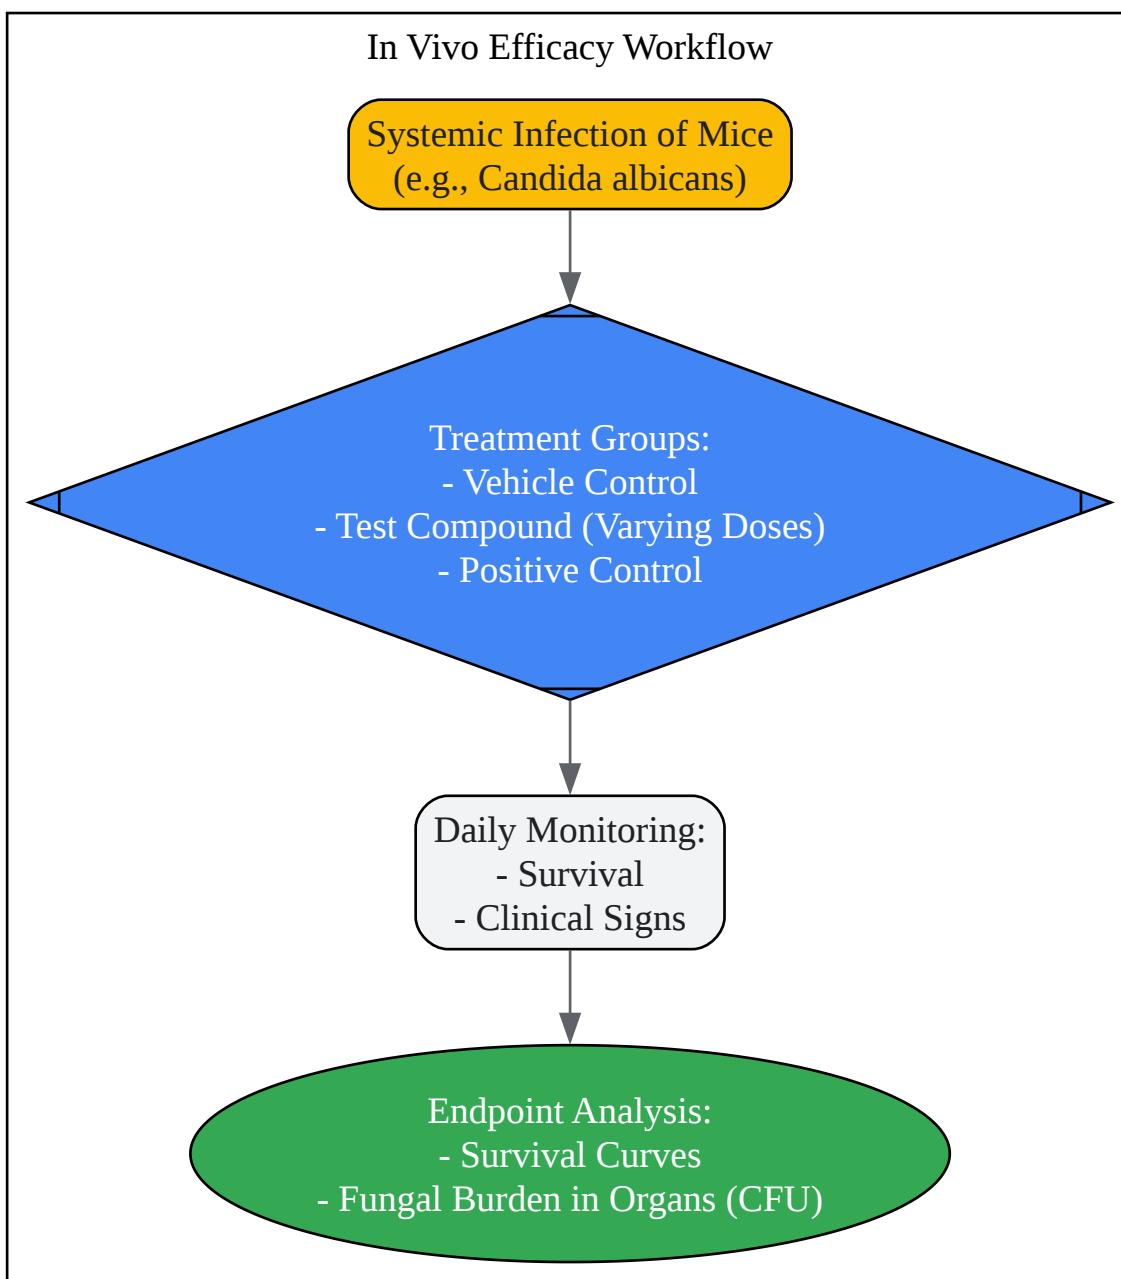 In Vivo Efficacy Workflow
Systemic Infection of Mice
(e.g., Candida albicans)
Treatment Groups:
- Vehicle Control
- Test Compound (Varying Doses)
- Positive Control
Daily Monitoring:
- Survival
- Clinical Signs
Endpoint Analysis:
- Survival Curves
- Fungal Burden in Organs (CFU)